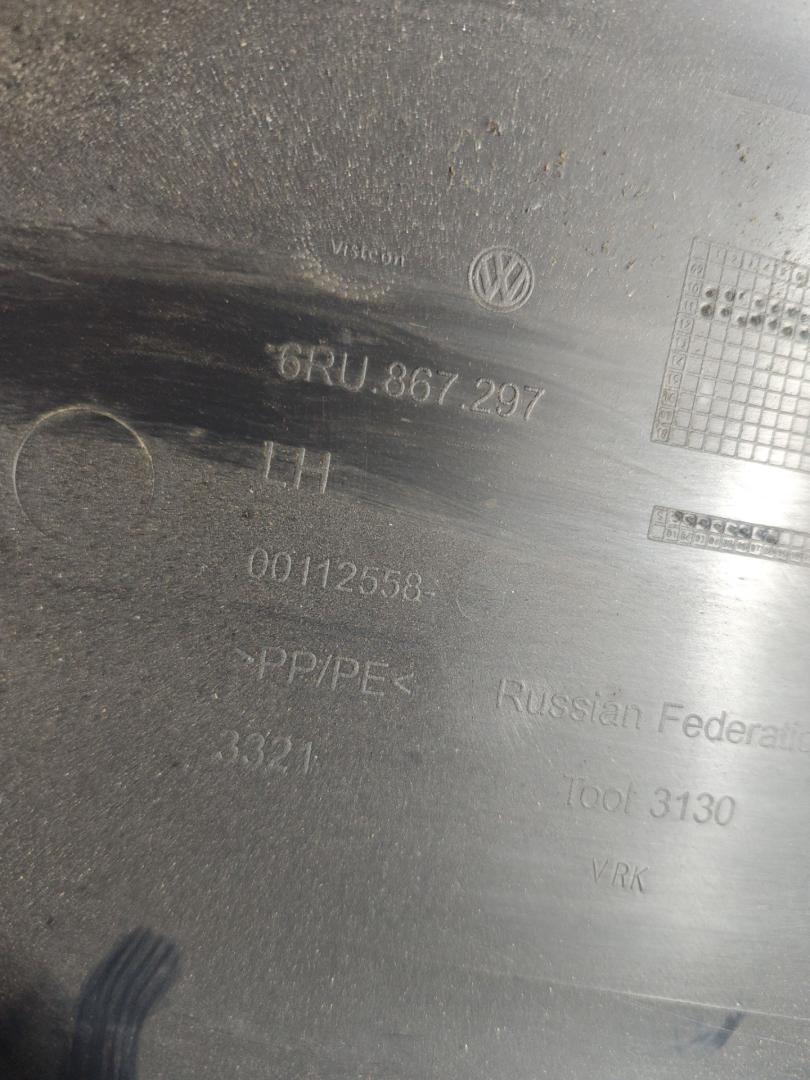 Visteon
6RU.867.297
LH
00112558-
>PP/PE<
3321
Russian Federatio
Tool 3130
VRK